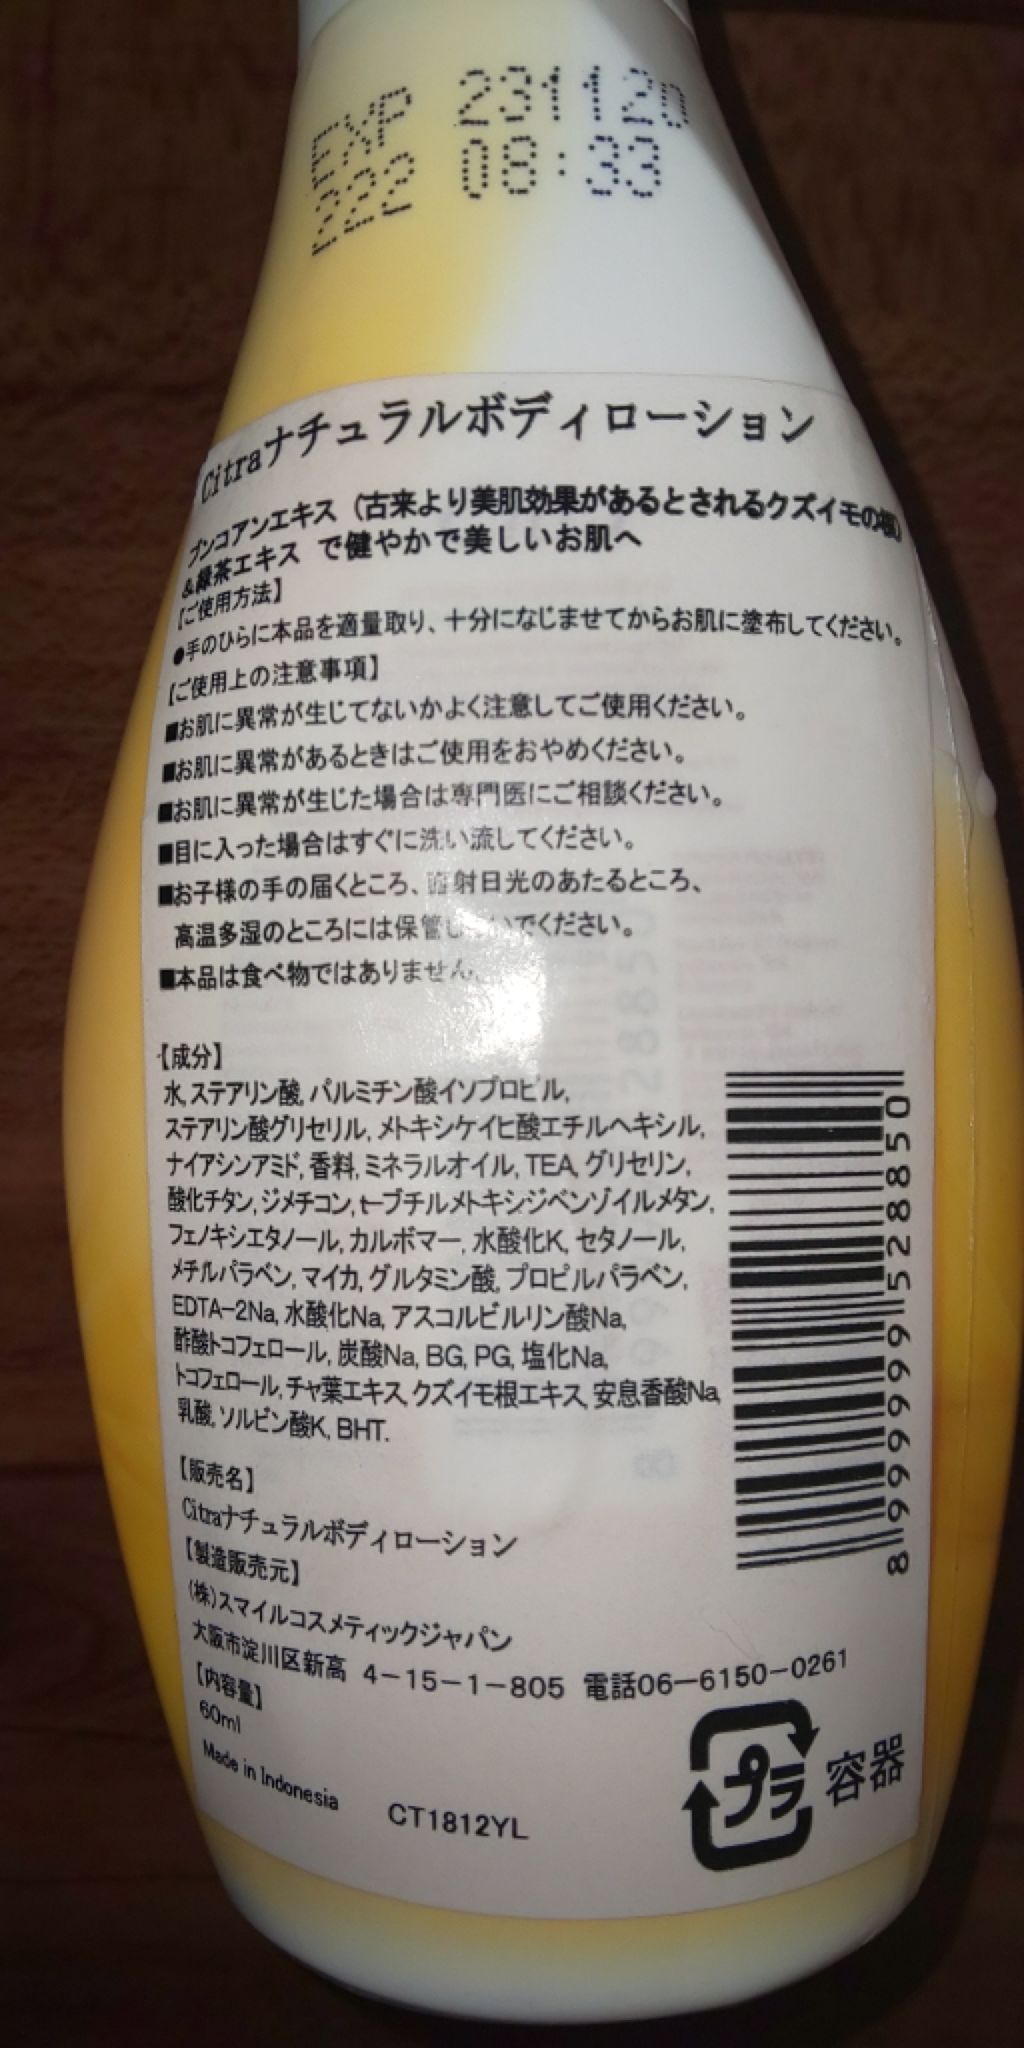 EXP 231120
222 08:33
Citraナチュラルボディローション
ブンコアンエキス（古来より美肌効果があるとされるクズイモの根）
&緑茶エキス で健やかで美しいお肌へ
【ご使用方法】
●手のひらに本品を適量取り、十分になじませてからお肌に塗布してください。
【ご使用上の注意事項】
■お肌に異常が生じてないかよく注意してご使用ください。
■お肌に異常があるときはご使用をおやめください。
■お肌に異常が生じた場合は専門医にご相談ください。
■目に入った場合はすぐに洗い流してください。
■お子様の手の届くところ、直射日光のあたるところ、
高温多湿のところには保管しないでください。
■本品は食べ物ではありません。
【成分】
水, ステアリン酸, パルミチン酸イソプロピル,
ステアリン酸グリセリル, メトキシケイヒ酸エチルヘキシル,
ナイアシンアミド, 香料, ミネラルオイル, TEA, グリセリン,
酸化チタン, ジメチコン, t-ブチルメトキシジベンゾイルメタン,
フェノキシエタノール, カルボマー, 水酸化K, セタノール,
メチルパラベン, マイカ, グルタミン酸, プロピルパラベン,
EDTA-2Na, 水酸化Na, アスコルビルリン酸Na,
酢酸トコフェロール, 炭酸Na, BG, PG, 塩化Na,
トコフェロール, チャ葉エキス, クズイモ根エキス, 安息香酸Na,
乳酸, ソルビン酸K, BHT.
8999999528850
【販売名】
Citraナチュラルボディローション
【製造販売元】
(株)スマイルコスメティックジャパン
大阪市淀川区新高 4-15-1-805 電話06-6150-0261
【内容量】
60ml
Made in Indonesia CT1812YL
プラ 容器